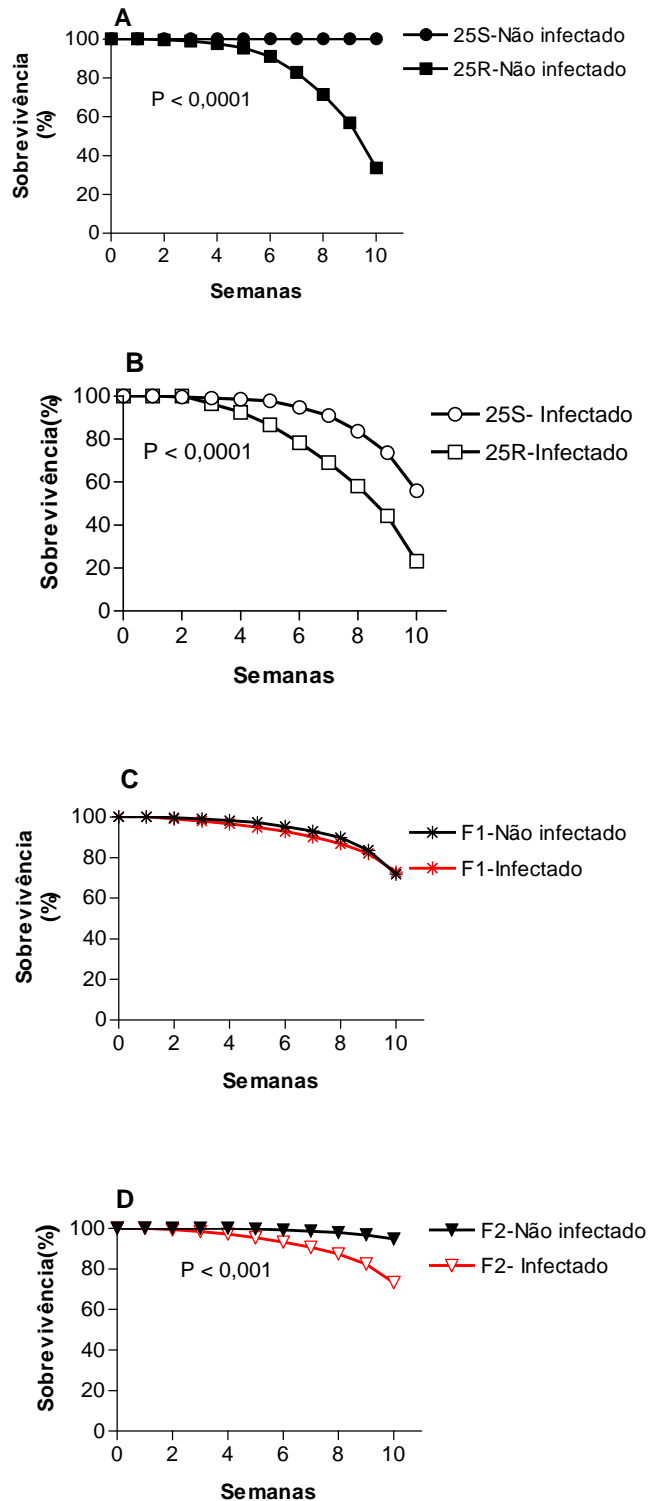 A
Sobrevivência
(%)
100
80
60
40
20
0
P < 0,0001
0 2 4 6 8 10
Semanas
25S-Não infectado
25R-Não infectado
B
Sobrevivência(%)
100
80
60
40
20
0
P < 0,0001
0 2 4 6 8 10
Semanas
25S- Infectado
25R-Infectado
C
Sobrevivência
(%)
100
80
60
40
20
0
0 2 4 6 8 10
Semanas
F1-Não infectado
F1-Infectado
D
Sobrevivência(%)
100
80
60
40
20
0
P < 0,001
0 2 4 6 8 10
Semanas
F2-Não infectado
F2- Infectado